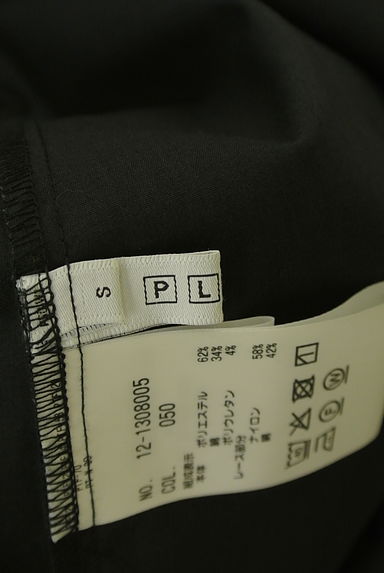 S
P L
NO. 12-1308005
COL. 050
組成表示
本体 ポリエステル 62%
綿 34%
ポリウレタン 4%
レース部分 ナイロン 58%
綿 42%
W
F